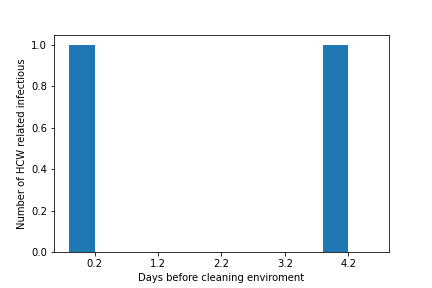 1.0
0.8
0.6
0.4
0.2
0.0
Number of HCW related infectious
0.2 1.2 2.2 3.2 4.2
Days before cleaning enviroment